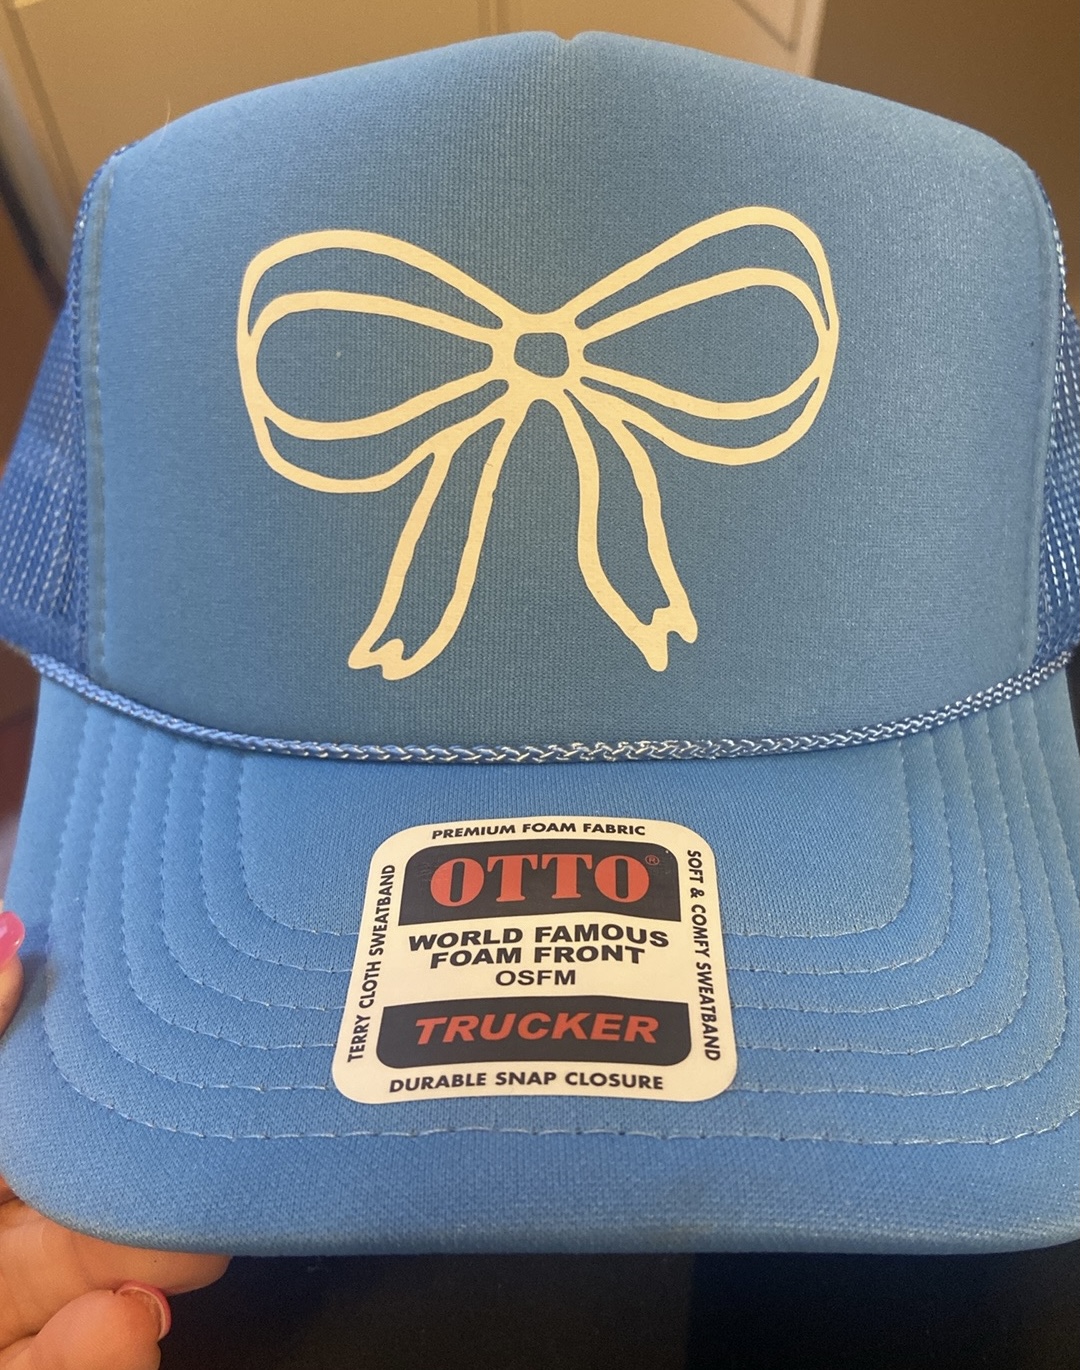 PREMIUM FOAM FABRIC
OTTO®
WORLD FAMOUS
FOAM FRONT
OSFM
TRUCKER
DURABLE SNAP CLOSURE
TERRY CLOTH SWEATBAND
SOFT & COMFY SWEATBAND